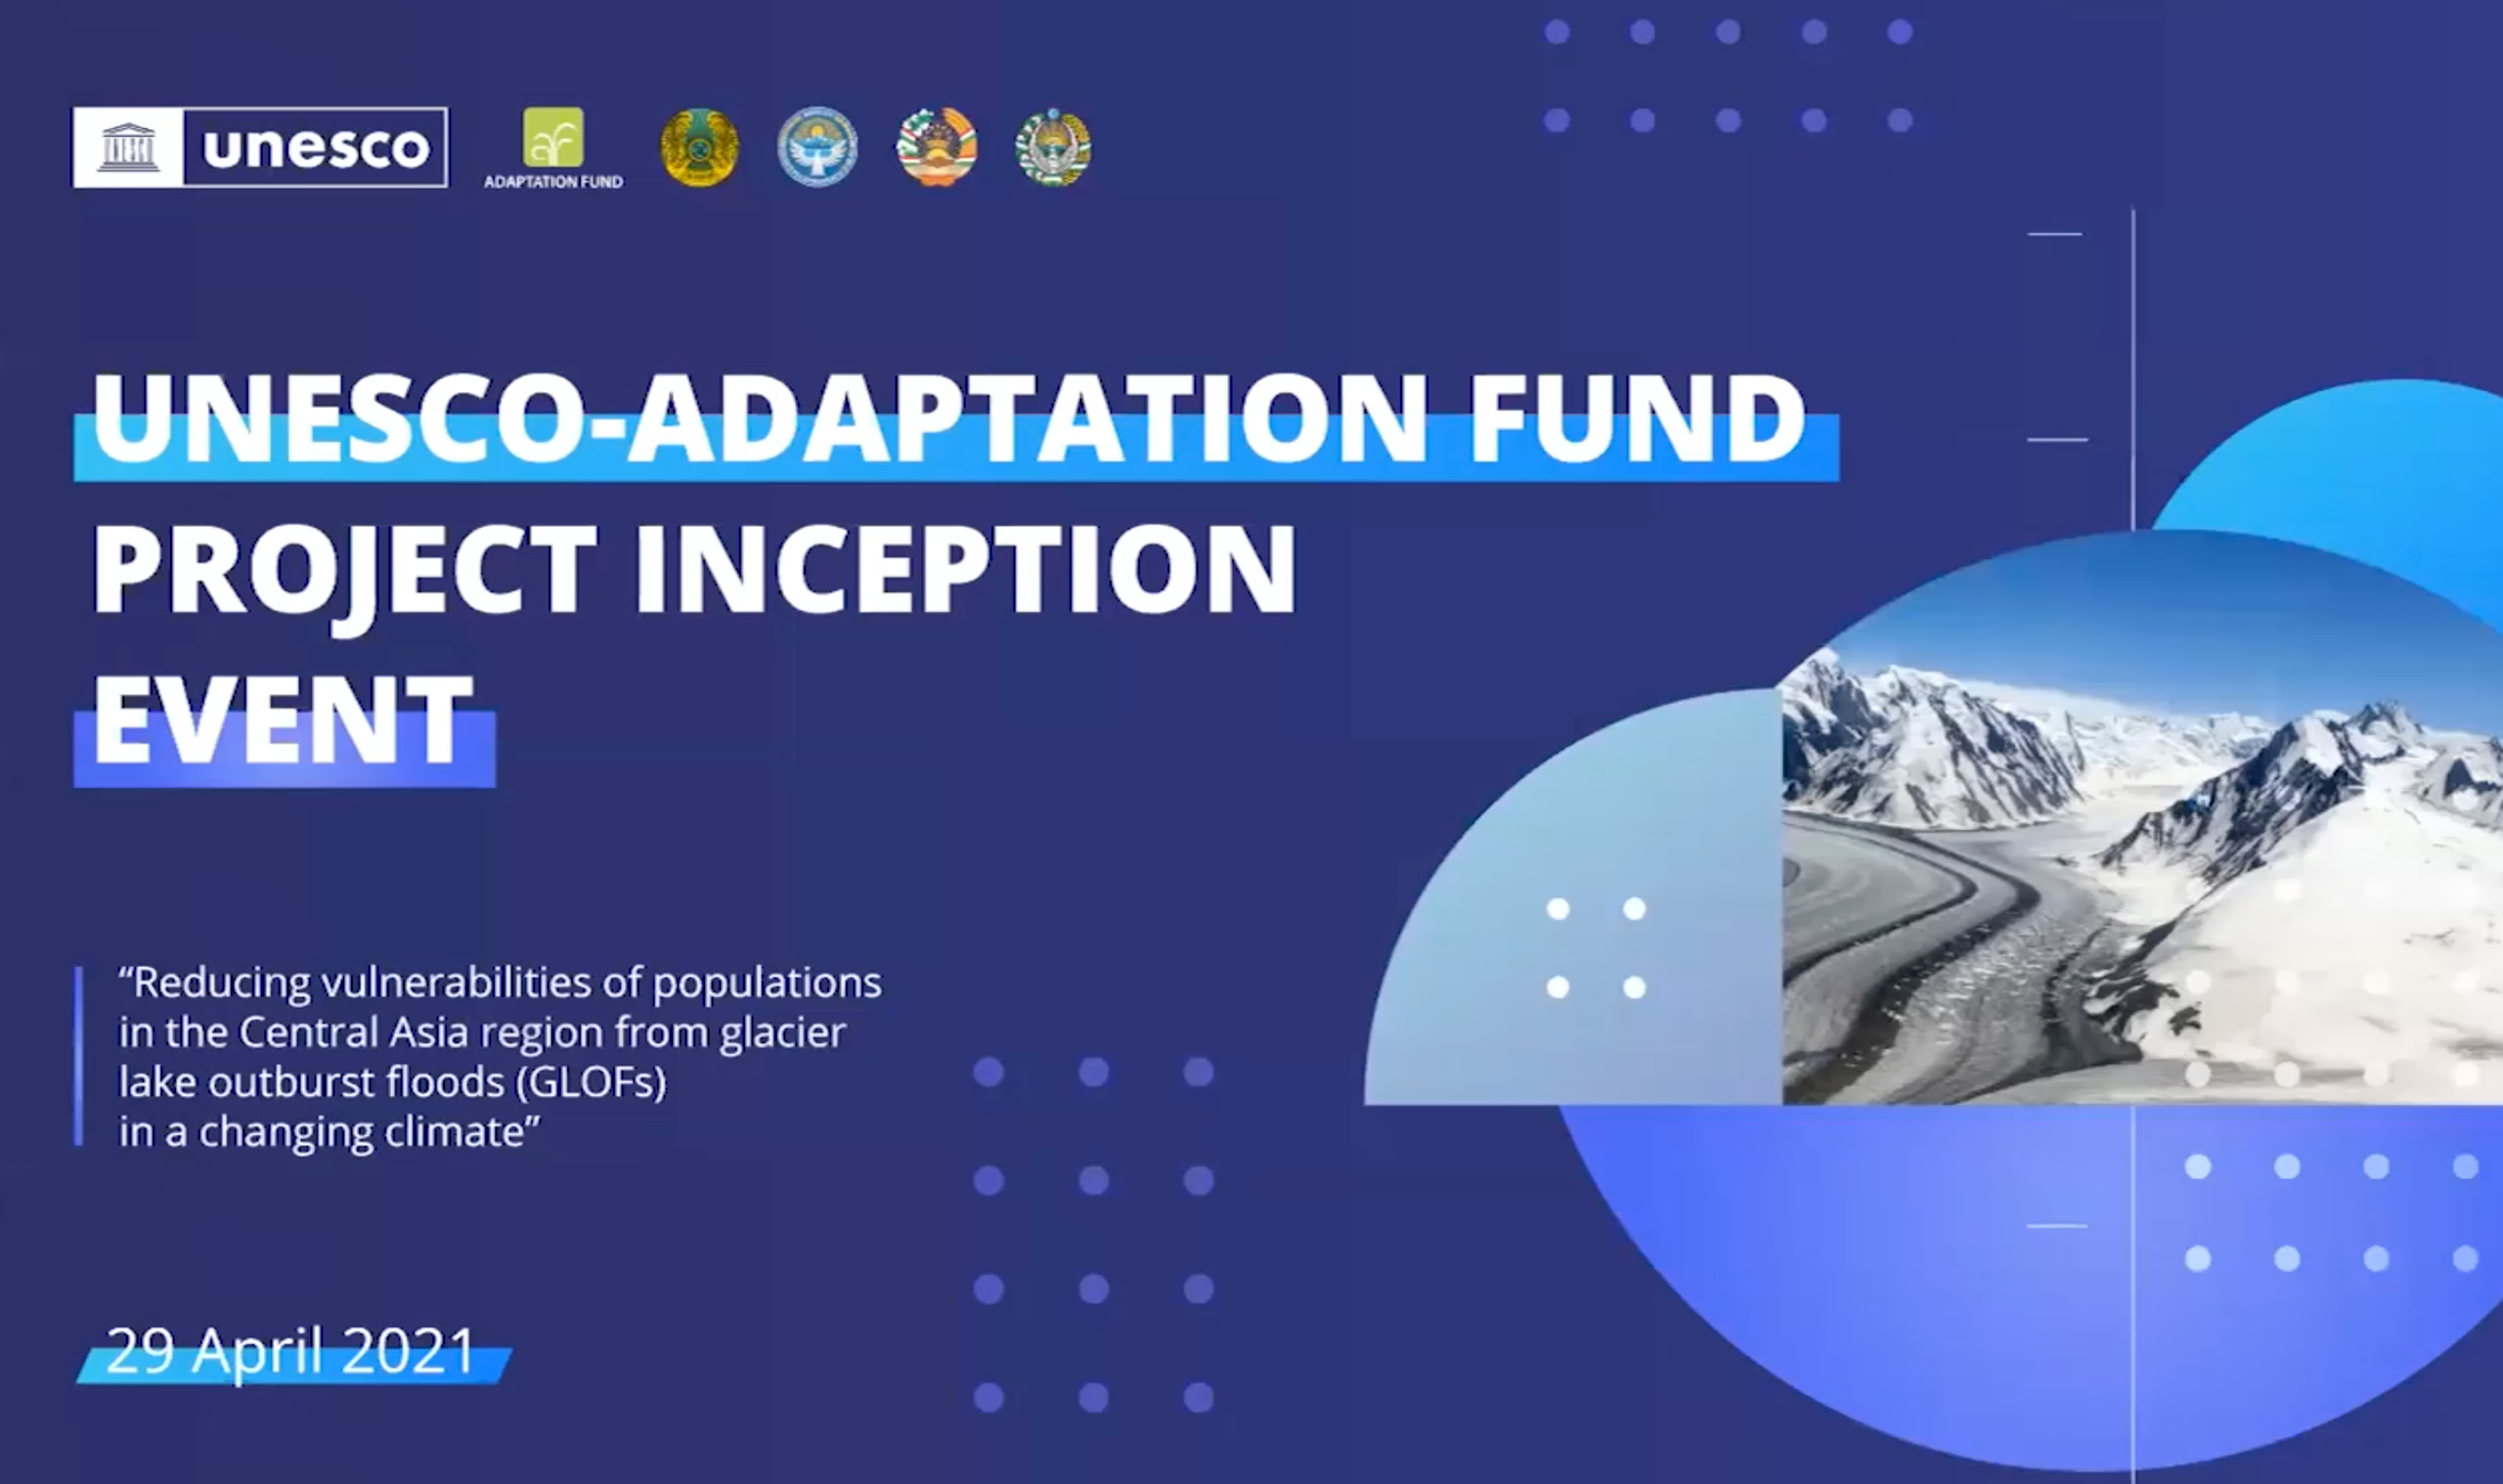 unesco
ADAPTATION FUND
UNESCO-ADAPTATION FUND
PROJECT INCEPTION
EVENT
“Reducing vulnerabilities of populations
in the Central Asia region from glacier
lake outburst floods (GLOFs)
in a changing climate”
29 April 2021